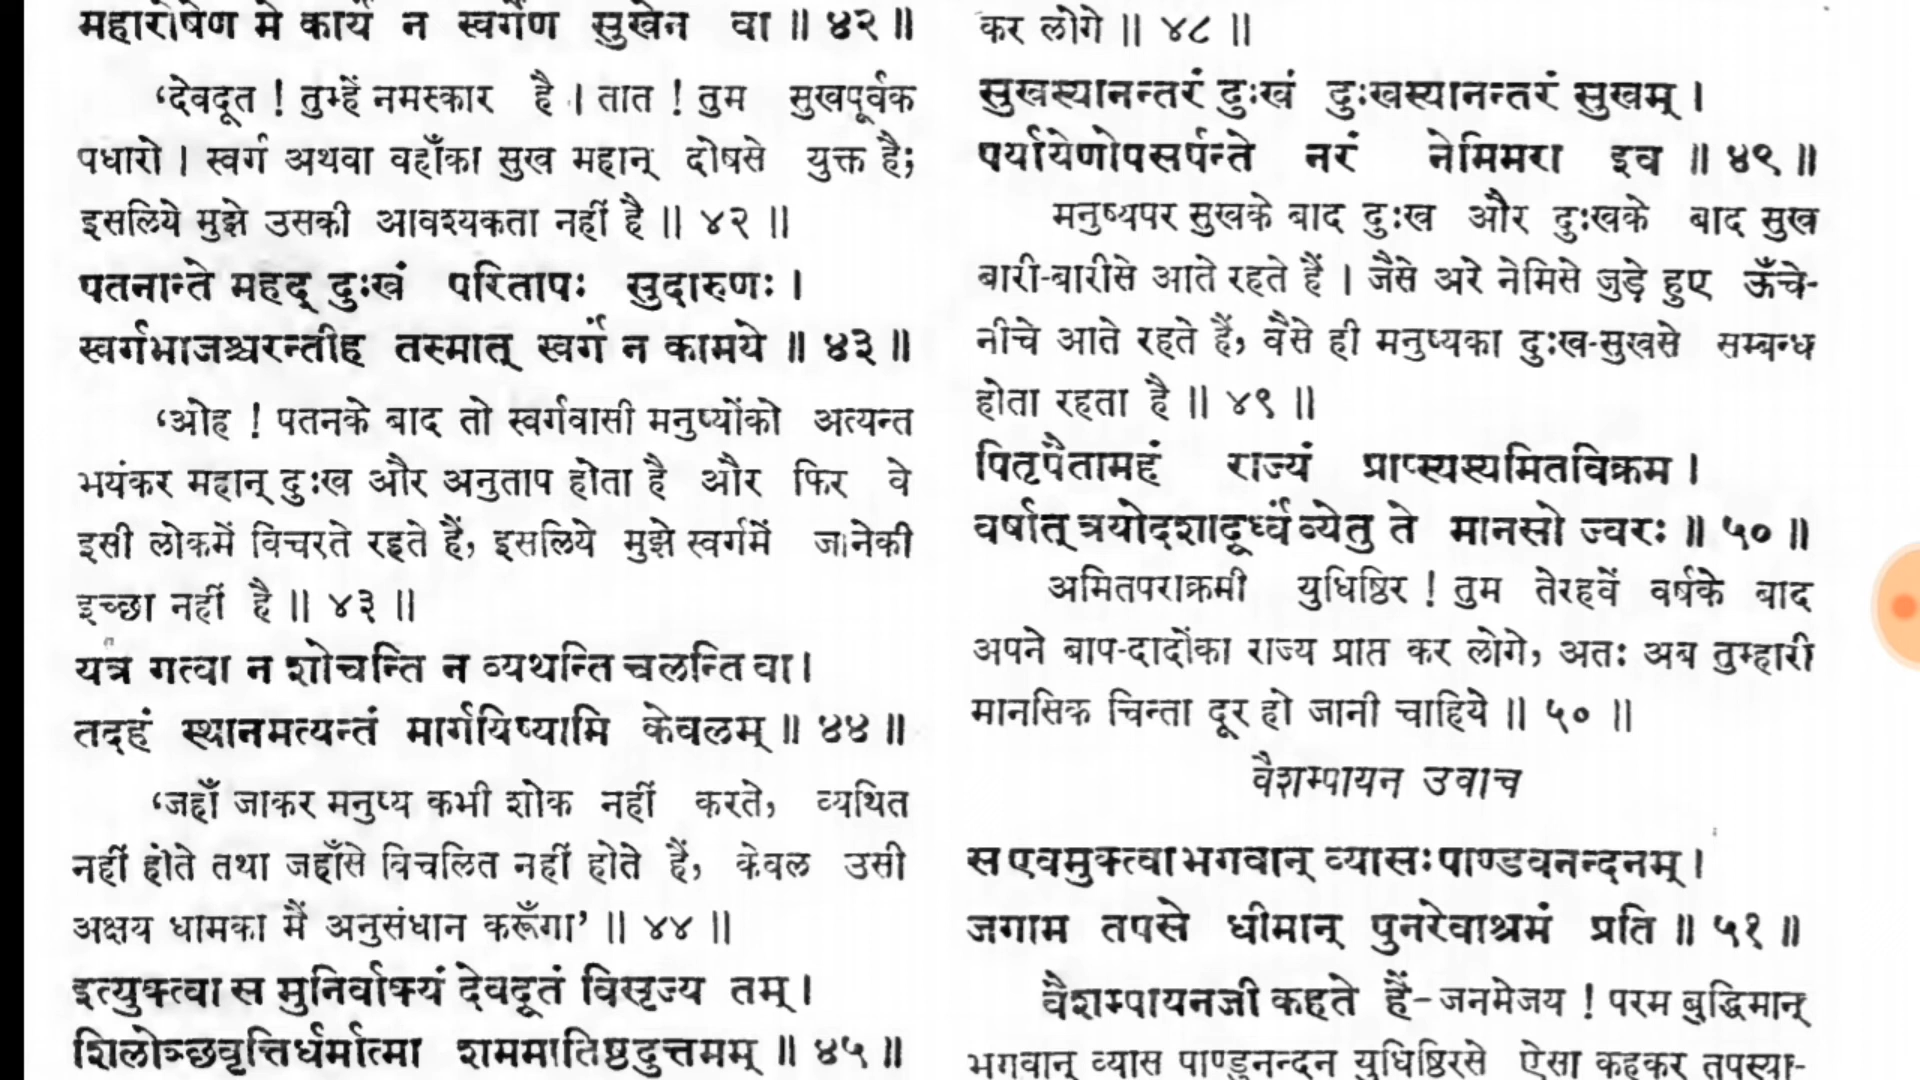 महारोषेण मे कार्यं न स्वर्गेण सुखेन वा ॥ ४२ ॥
‘देवदूत ! तुम्हें नमस्कार है । तात ! तुम सुखपूर्वक
पधारो । स्वर्ग अथवा वहाँका सुख महान् दोषसे युक्त है;
इसलिये मुझे उसकी आवश्यकता नहीं है ॥ ४२ ॥
पतनान्ते महद् दुःखं परितापः सुदारुणः ।
स्वर्गभाजश्चरन्तीह तस्मात् स्वर्गं न कामये ॥ ४३ ॥
‘ओह ! पतनके बाद तो स्वर्गवासी मनुष्योंको अत्यन्त
भयंकर महान् दुःख और अनुताप होता है और फिर वे
इसी लोकमें विचरते रहते हैं, इसलिये मुझे स्वर्गमें जानेकी
इच्छा नहीं है ॥ ४३ ॥
यत्र गत्वा न शोचन्ति न व्यथन्ति चलन्ति वा ।
तदहं स्थानमत्यन्तं मार्गयिष्यामि केवलम् ॥ ४४ ॥
‘जहाँ जाकर मनुष्य कभी शोक नहीं करते, व्यथित
नहीं होते तथा जहाँसे विचलित नहीं होते हैं, केवल उसी
अक्षय धामका मैं अनुसंधान करूँगा’ ॥ ४४ ॥
इत्युक्त्वा स मुनिर्वाक्यं देवदूतं विसृज्य तम् ।
शिलोञ्छवृत्तिर्धर्मात्मा शममातिष्ठदुत्तमम् ॥ ४५ ॥
कर लोगे ॥ ४८ ॥
सुखस्यानन्तरं दुःखं दुःखस्यानन्तरं सुखम् ।
पर्यायेणोपसर्पन्ते नरं नेमिमरा इव ॥ ४९ ॥
मनुष्यपर सुखके बाद दुःख और दुःखके बाद सुख
बारी-बारीसे आते रहते हैं । जैसे अरे नेमिसे जुड़े हुए ऊँचे-
नीचे आते रहते हैं, वैसे ही मनुष्यका दुःख-सुखसे सम्बन्ध
होता रहता है ॥ ४९ ॥
पितृपैतामहं राज्यं प्राप्स्यस्यमितविक्रम ।
वर्षात् त्रयोदशादूर्ध्वं व्येतु ते मानसो ज्वरः ॥ ५० ॥
अमितपराक्रमी युधिष्ठिर ! तुम तेरहवें वर्षके बाद
अपने बाप-दादोंका राज्य प्राप्त कर लोगे, अतः अब तुम्हारी
मानसिक चिन्ता दूर हो जानी चाहिये ॥ ५० ॥
वैशम्पायन उवाच
स एवमुक्त्वा भगवान् व्यासः पाण्डवनन्दनम् ।
जगाम तपसे धीमान् पुनरेवाश्रमं प्रति ॥ ५१ ॥
वैशम्पायनजी कहते हैं– जनमेजय ! परम बुद्धिमान्
भगवान् व्यास पाण्डुनन्दन युधिष्ठिरसे ऐसा कहकर तपस्या-